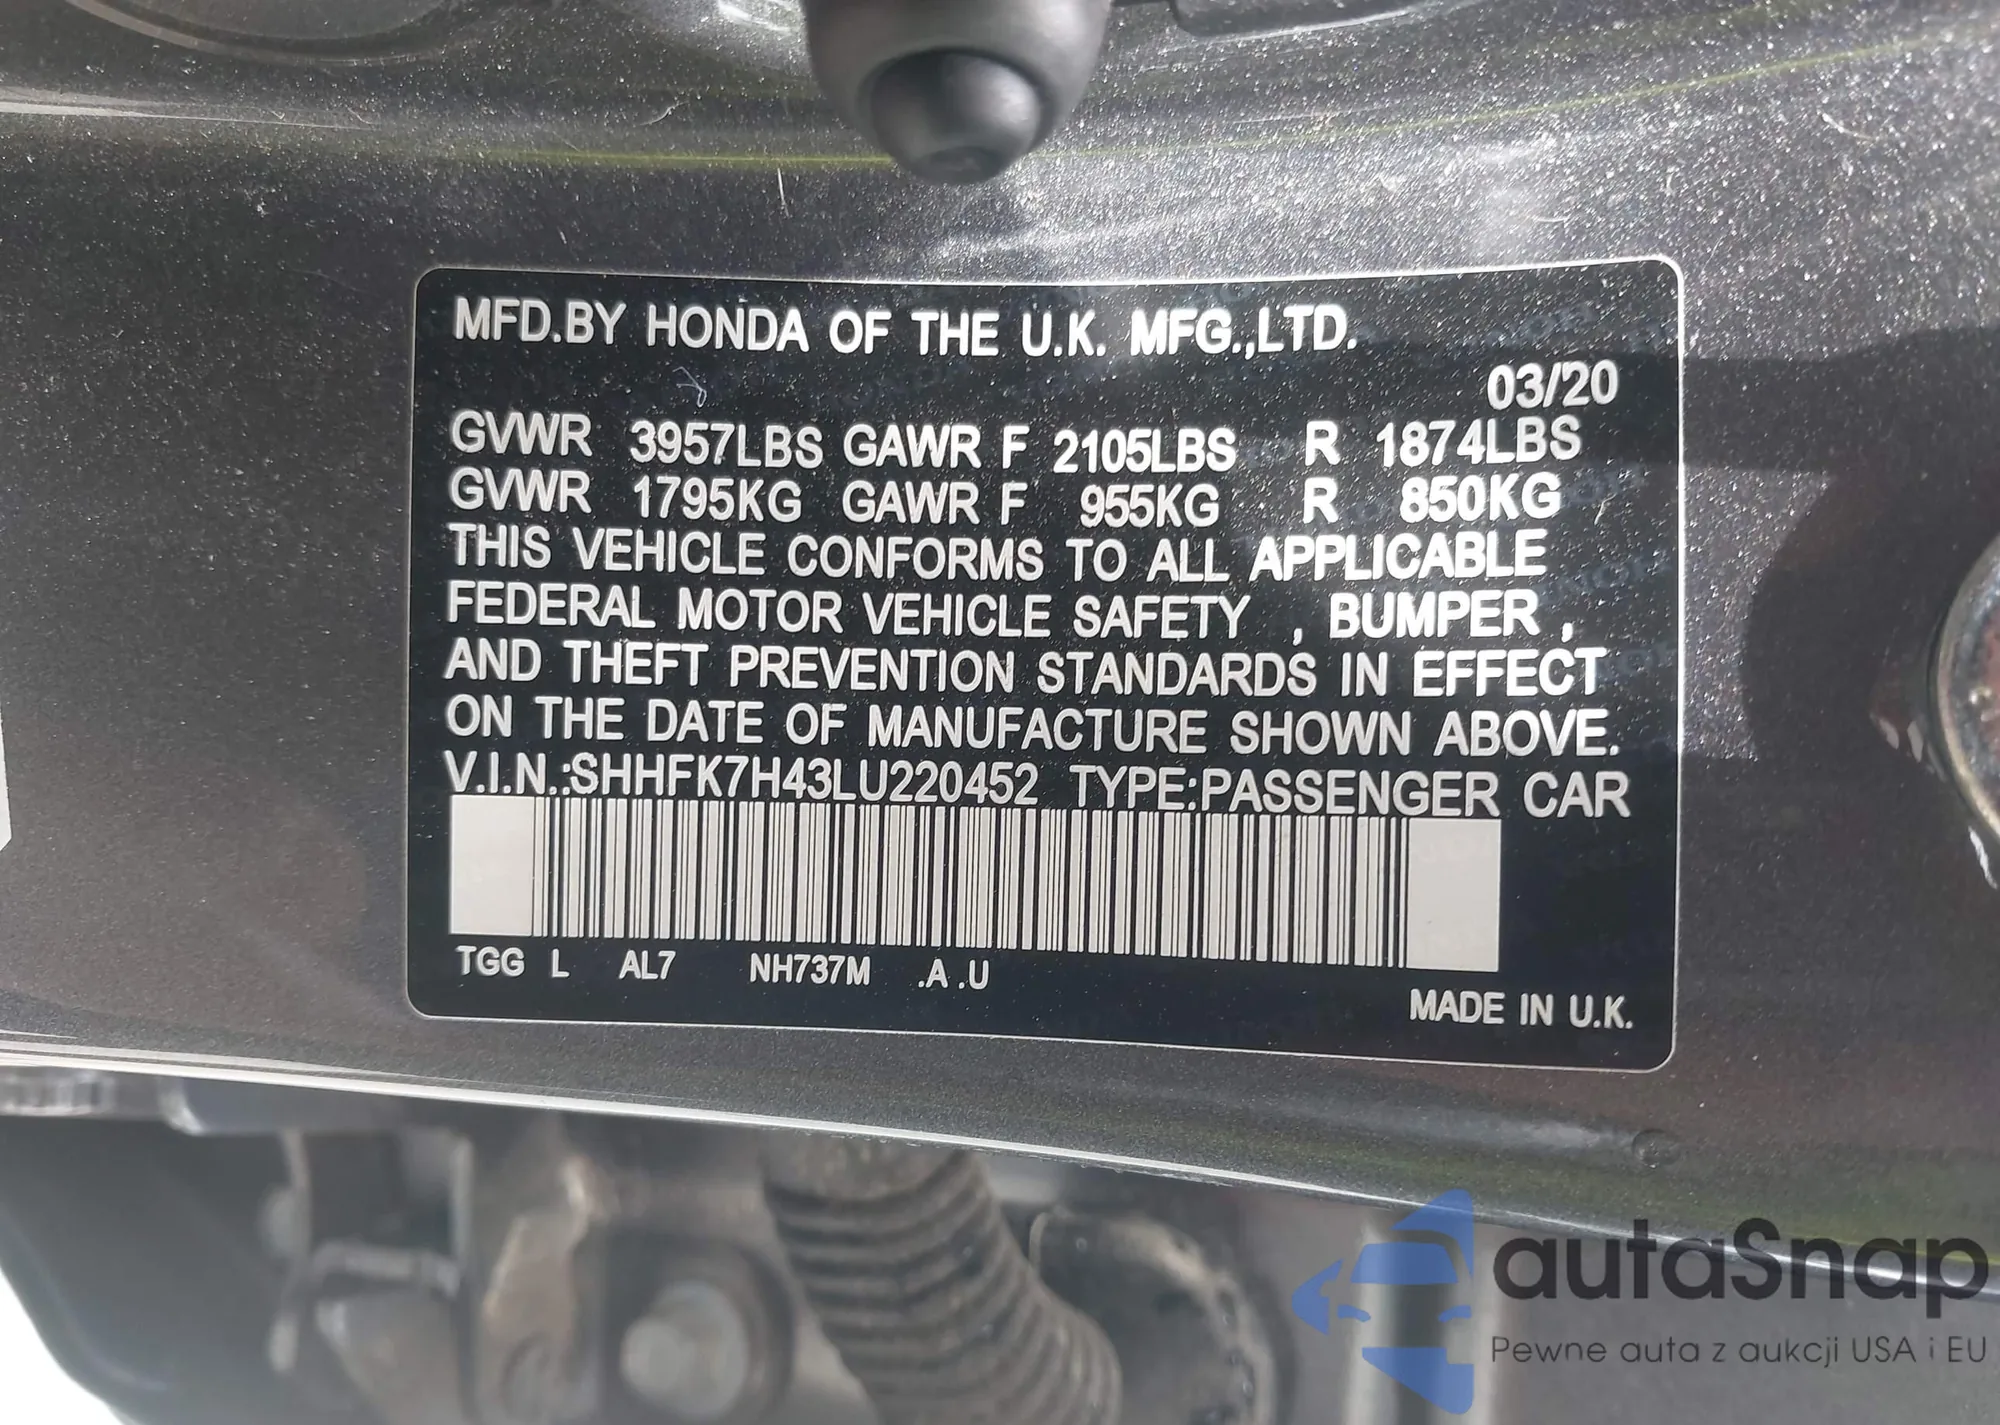 MFD.BY HONDA OF THE U.K. MFG.,LTD.
03/'20
GVWR 3957LBS GAWR F 2105LBS R 1874LBS
GVWR 1795KG GAWR F 955KG R 850KG
THIS VEHICLE CONFORMS TO ALL APPLICABLE
FEDERAL MOTOR VEHICLE SAFETY , BUMPER ,
AND THEFT PREVENTION STANDARDS IN EFFECT
ON THE DATE OF MANUFACTURE SHOWN ABOVE.
V.I.N.:SHHFK7H43LU220452 TYPE:PASSENGER CAR
TGG L AL7 NH737M .A .U
MADE IN U.K.
autaSnap
Pewne auta z aukcji USA i EU